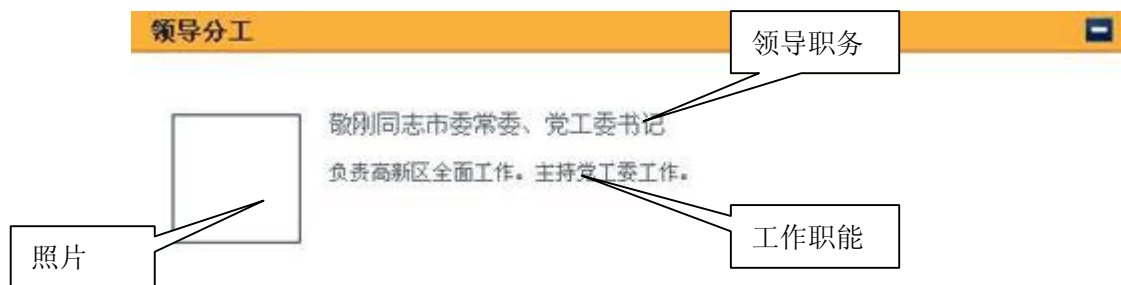 领导分工
领导职务
敬刚同志市委常委、党工委书记
负责高新区全面工作。主持党工委工作。
工作职能
照片